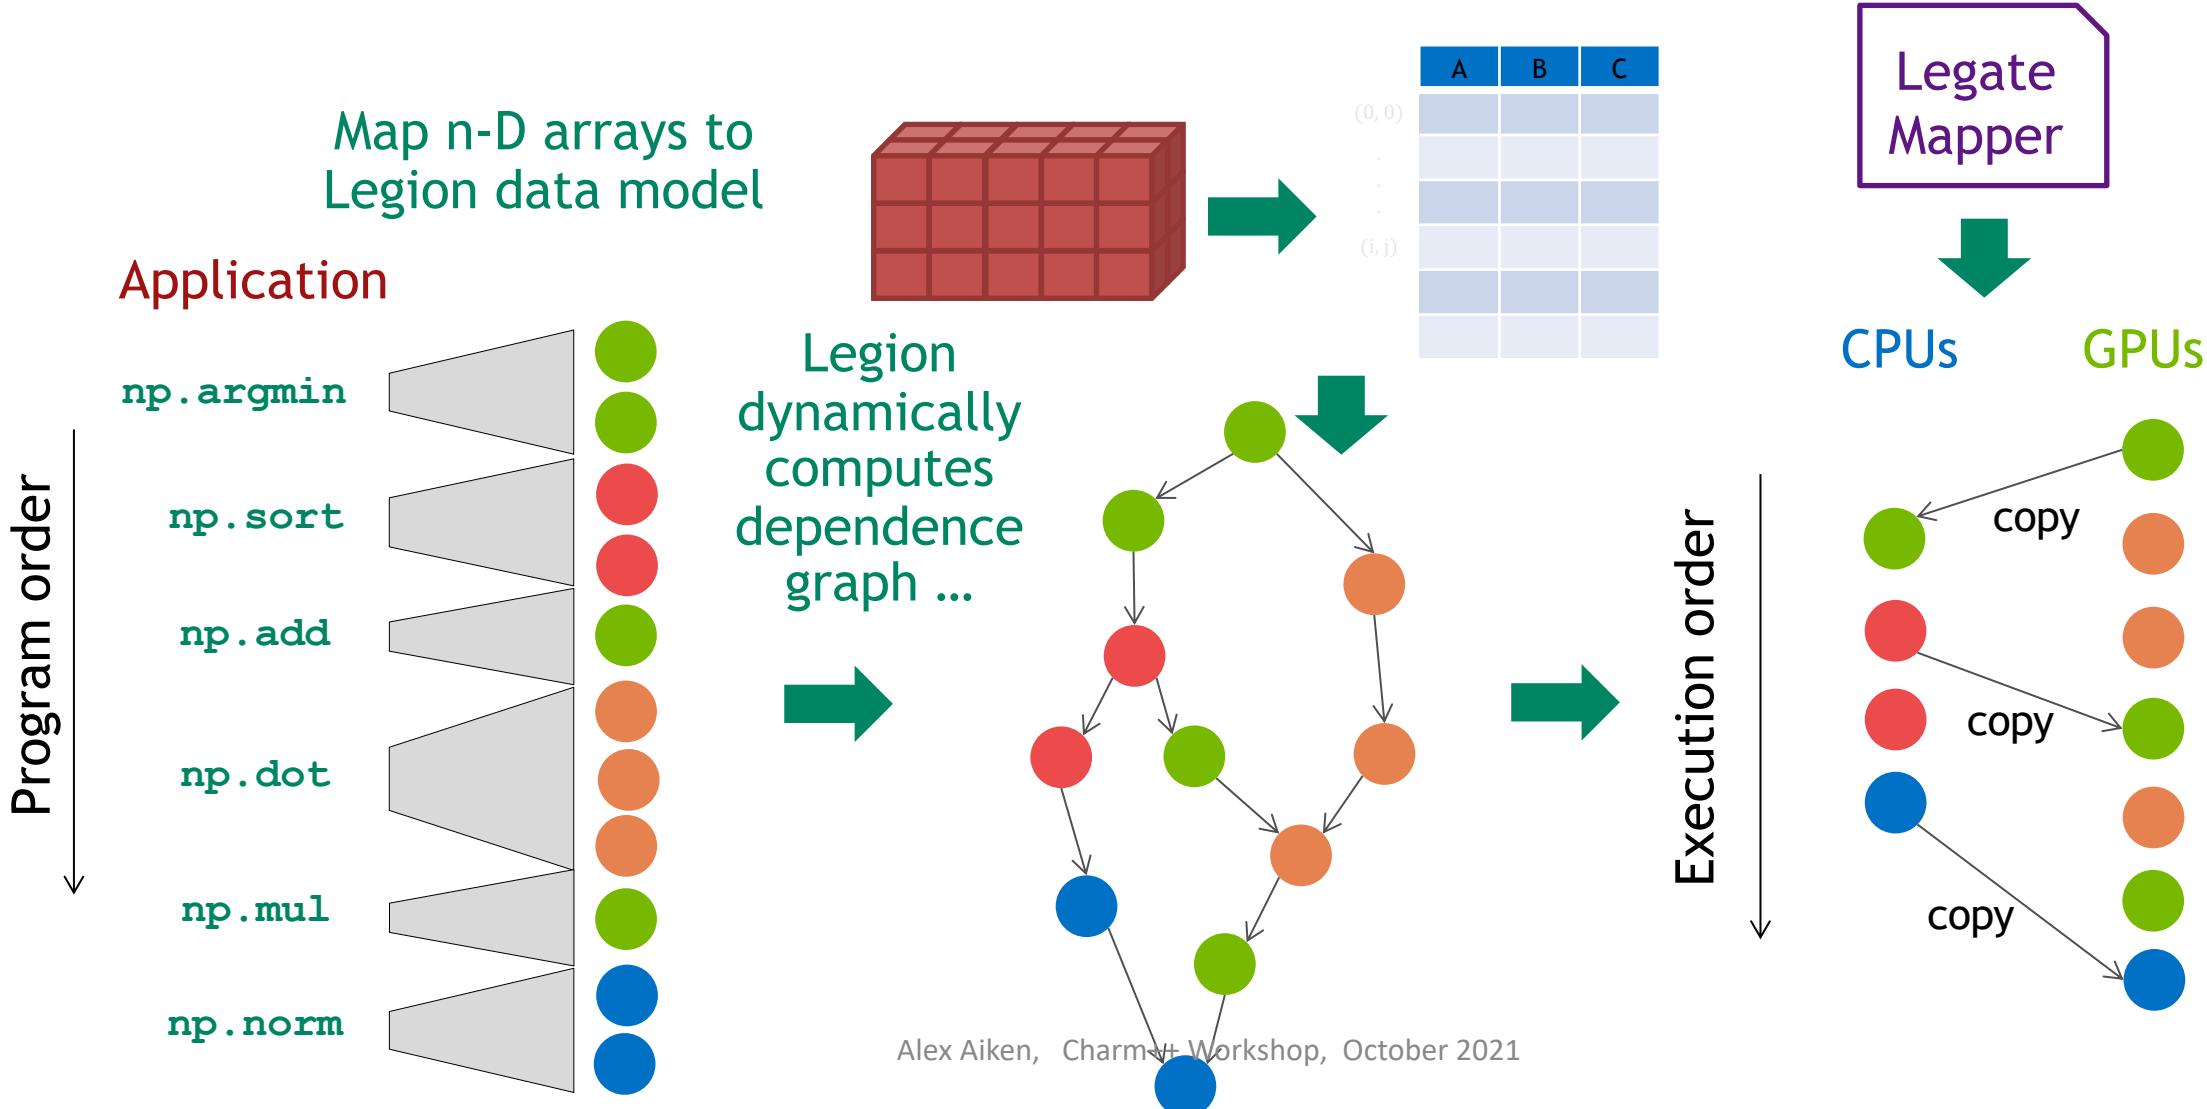 Map n-D arrays to
Legion data model
A B C
(0, 0)
.
.
.
(i, j)
Legate
Mapper
Application
np.argmin
np.sort
np.add
np.dot
np.mul
np.norm
Program order
Legion
dynamically
computes
dependence
graph …
CPUs GPUs
Execution order
copy
copy
copy
Alex Aiken, Charm++ Workshop, October 2021